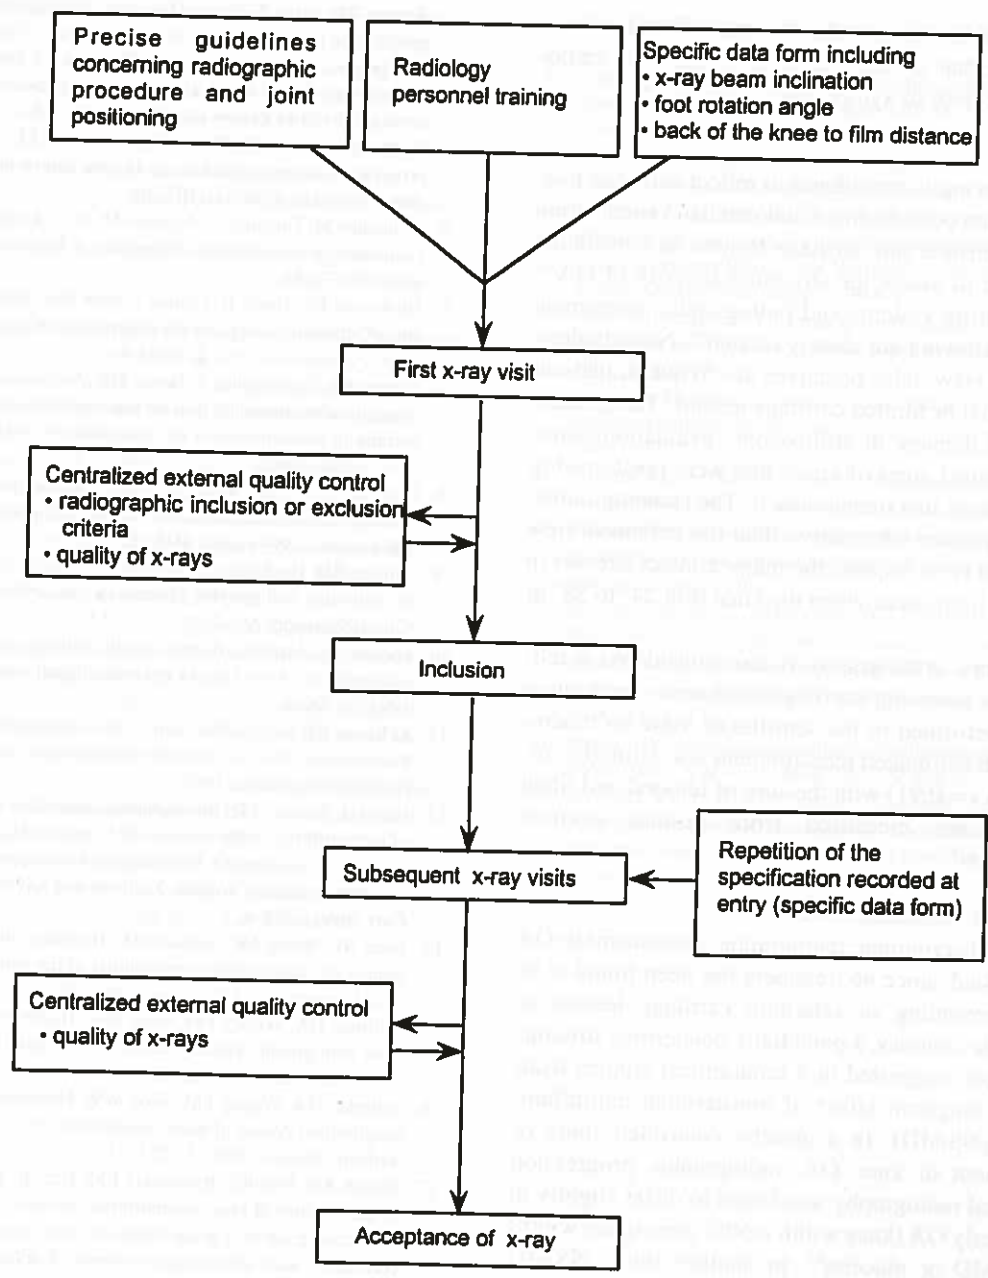 Precise guidelines
concerning radiographic
procedure and joint
positioning
Radiology
personnel training
Specific data form including
• x-ray beam inclination
• foot rotation angle
• back of the knee to film distance
First x-ray visit
Centralized external quality control
• radiographic inclusion or exclusion
criteria
• quality of x-rays
Inclusion
Subsequent x-ray visits
Repetition of the
specification recorded at
entry (specific data form)
Centralized external quality control
• quality of x-rays
Acceptance of x-ray